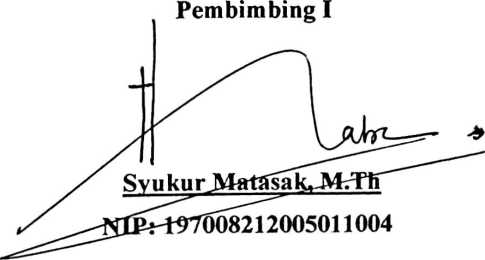 Pembimbing I
Syukur Matasak, M.Th
NIP: 197008212005011004